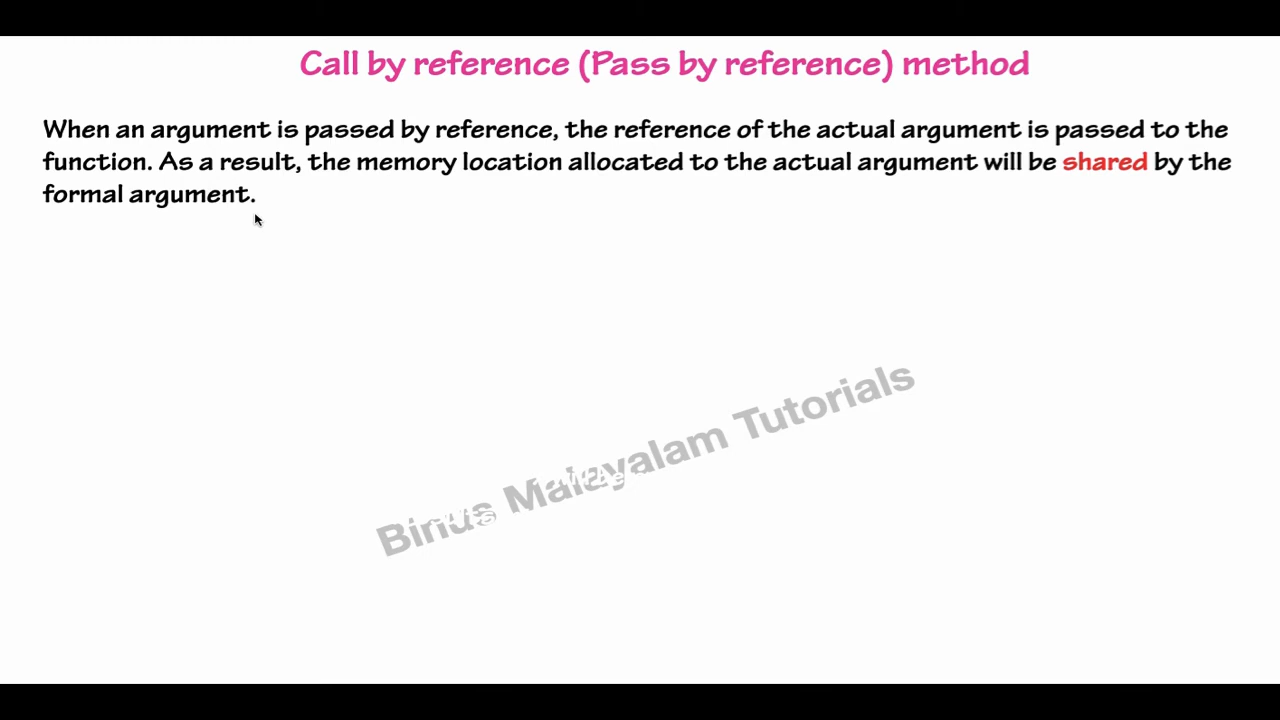 Call by reference (Pass by reference) method
When an argument is passed by reference, the reference of the actual argument is passed to the
function. As a result, the memory location allocated to the actual argument will be shared by the
formal argument.
Binus Malayalam Tutorials